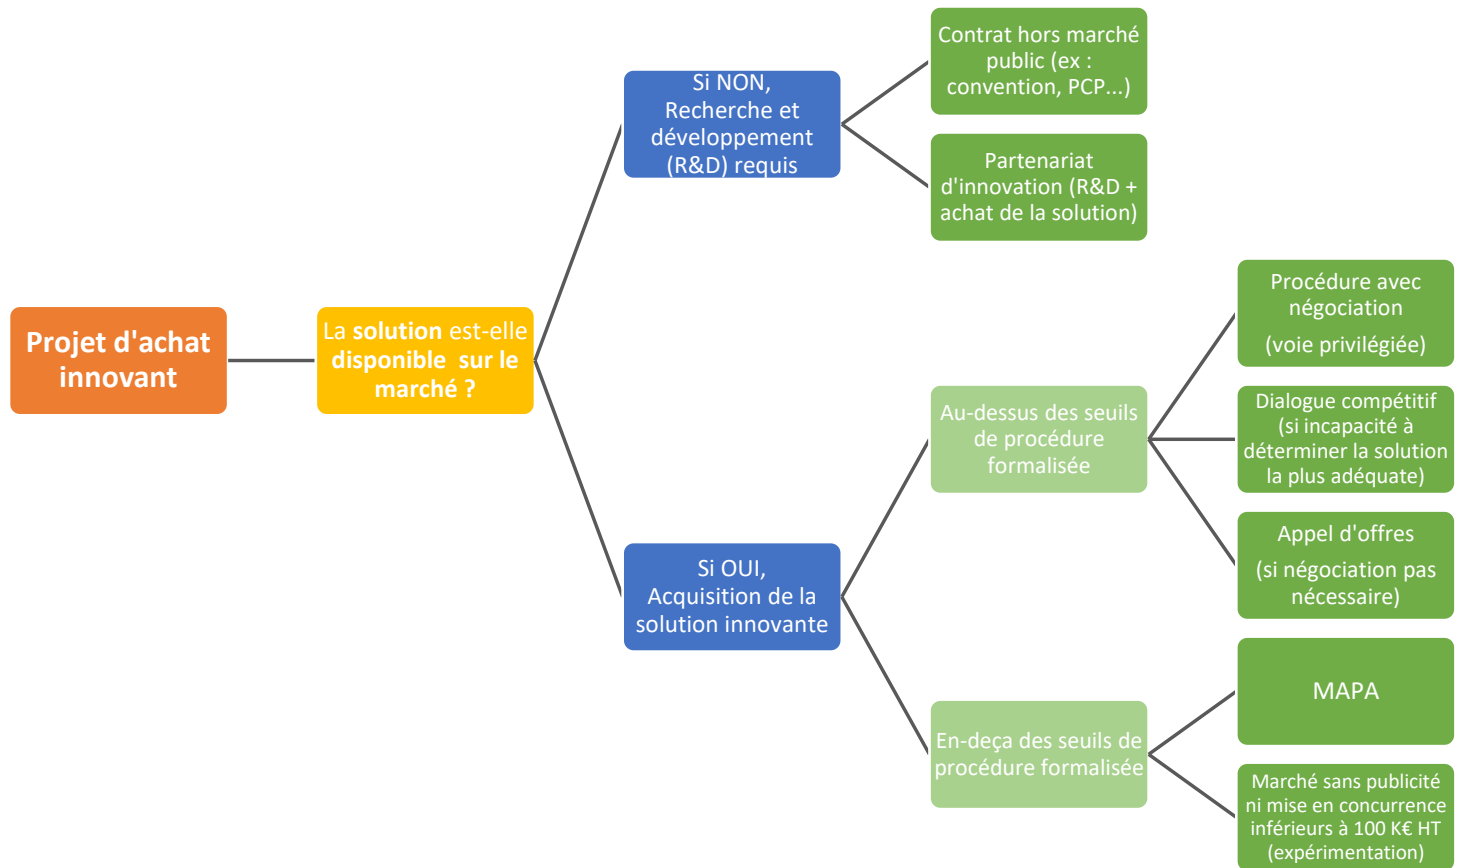 Projet d'achat
innovant
La solution est-elle
disponible sur le
marché ?
Si NON,
Recherche et
développement
(R&D) requis
Contrat hors marché
public (ex :
convention, PCP...)
Partenariat
d'innovation (R&D +
achat de la solution)
Si OUI,
Acquisition de la
solution innovante
Au-dessus des seuils
de procédure
formalisée
Procédure avec
négociation
(voie privilégiée)
Dialogue compétitif
(si incapacité à
déterminer la solution
la plus adéquate)
Appel d'offres
(si négociation pas
nécessaire)
En-deça des seuils de
procédure formalisée
MAPA
Marché sans publicité
ni mise en concurrence
inférieurs à 100 K€ HT
(expérimentation)